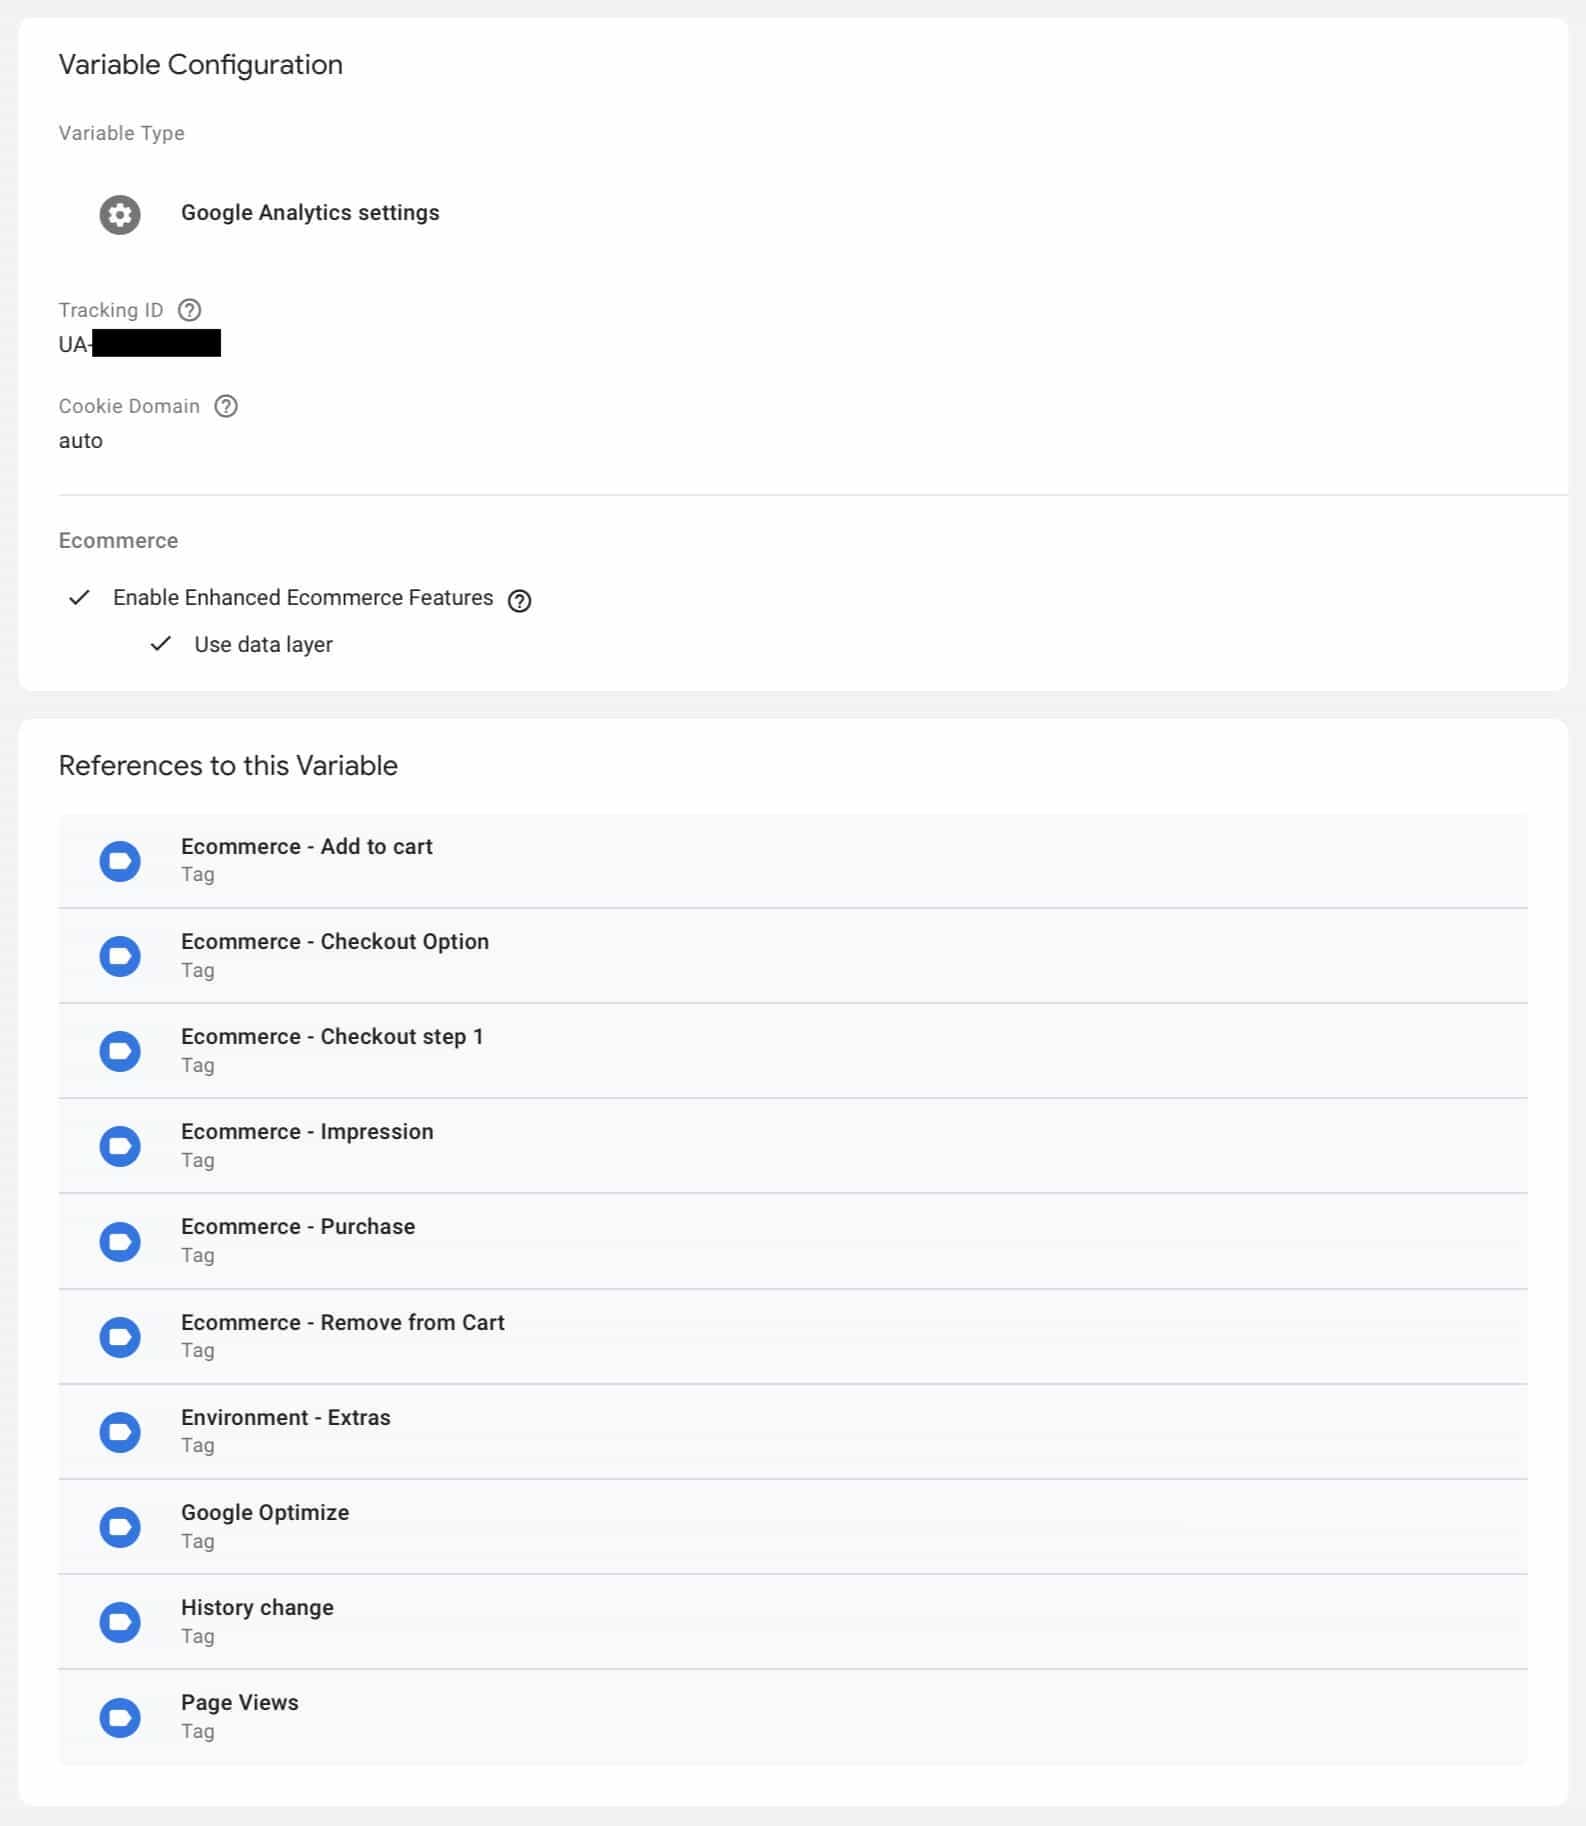 Variable Configuration
Variable Type
Google Analytics settings
Tracking ID
UA-
Cookie Domain
auto
Ecommerce
Enable Enhanced Ecommerce Features
Use data layer
References to this Variable
Ecommerce - Add to cart
Tag
Ecommerce - Checkout Option
Tag
Ecommerce - Checkout step 1
Tag
Ecommerce - Impression
Tag
Ecommerce - Purchase
Tag
Ecommerce - Remove from Cart
Tag
Environment - Extras
Tag
Google Optimize
Tag
History change
Tag
Page Views
Tag